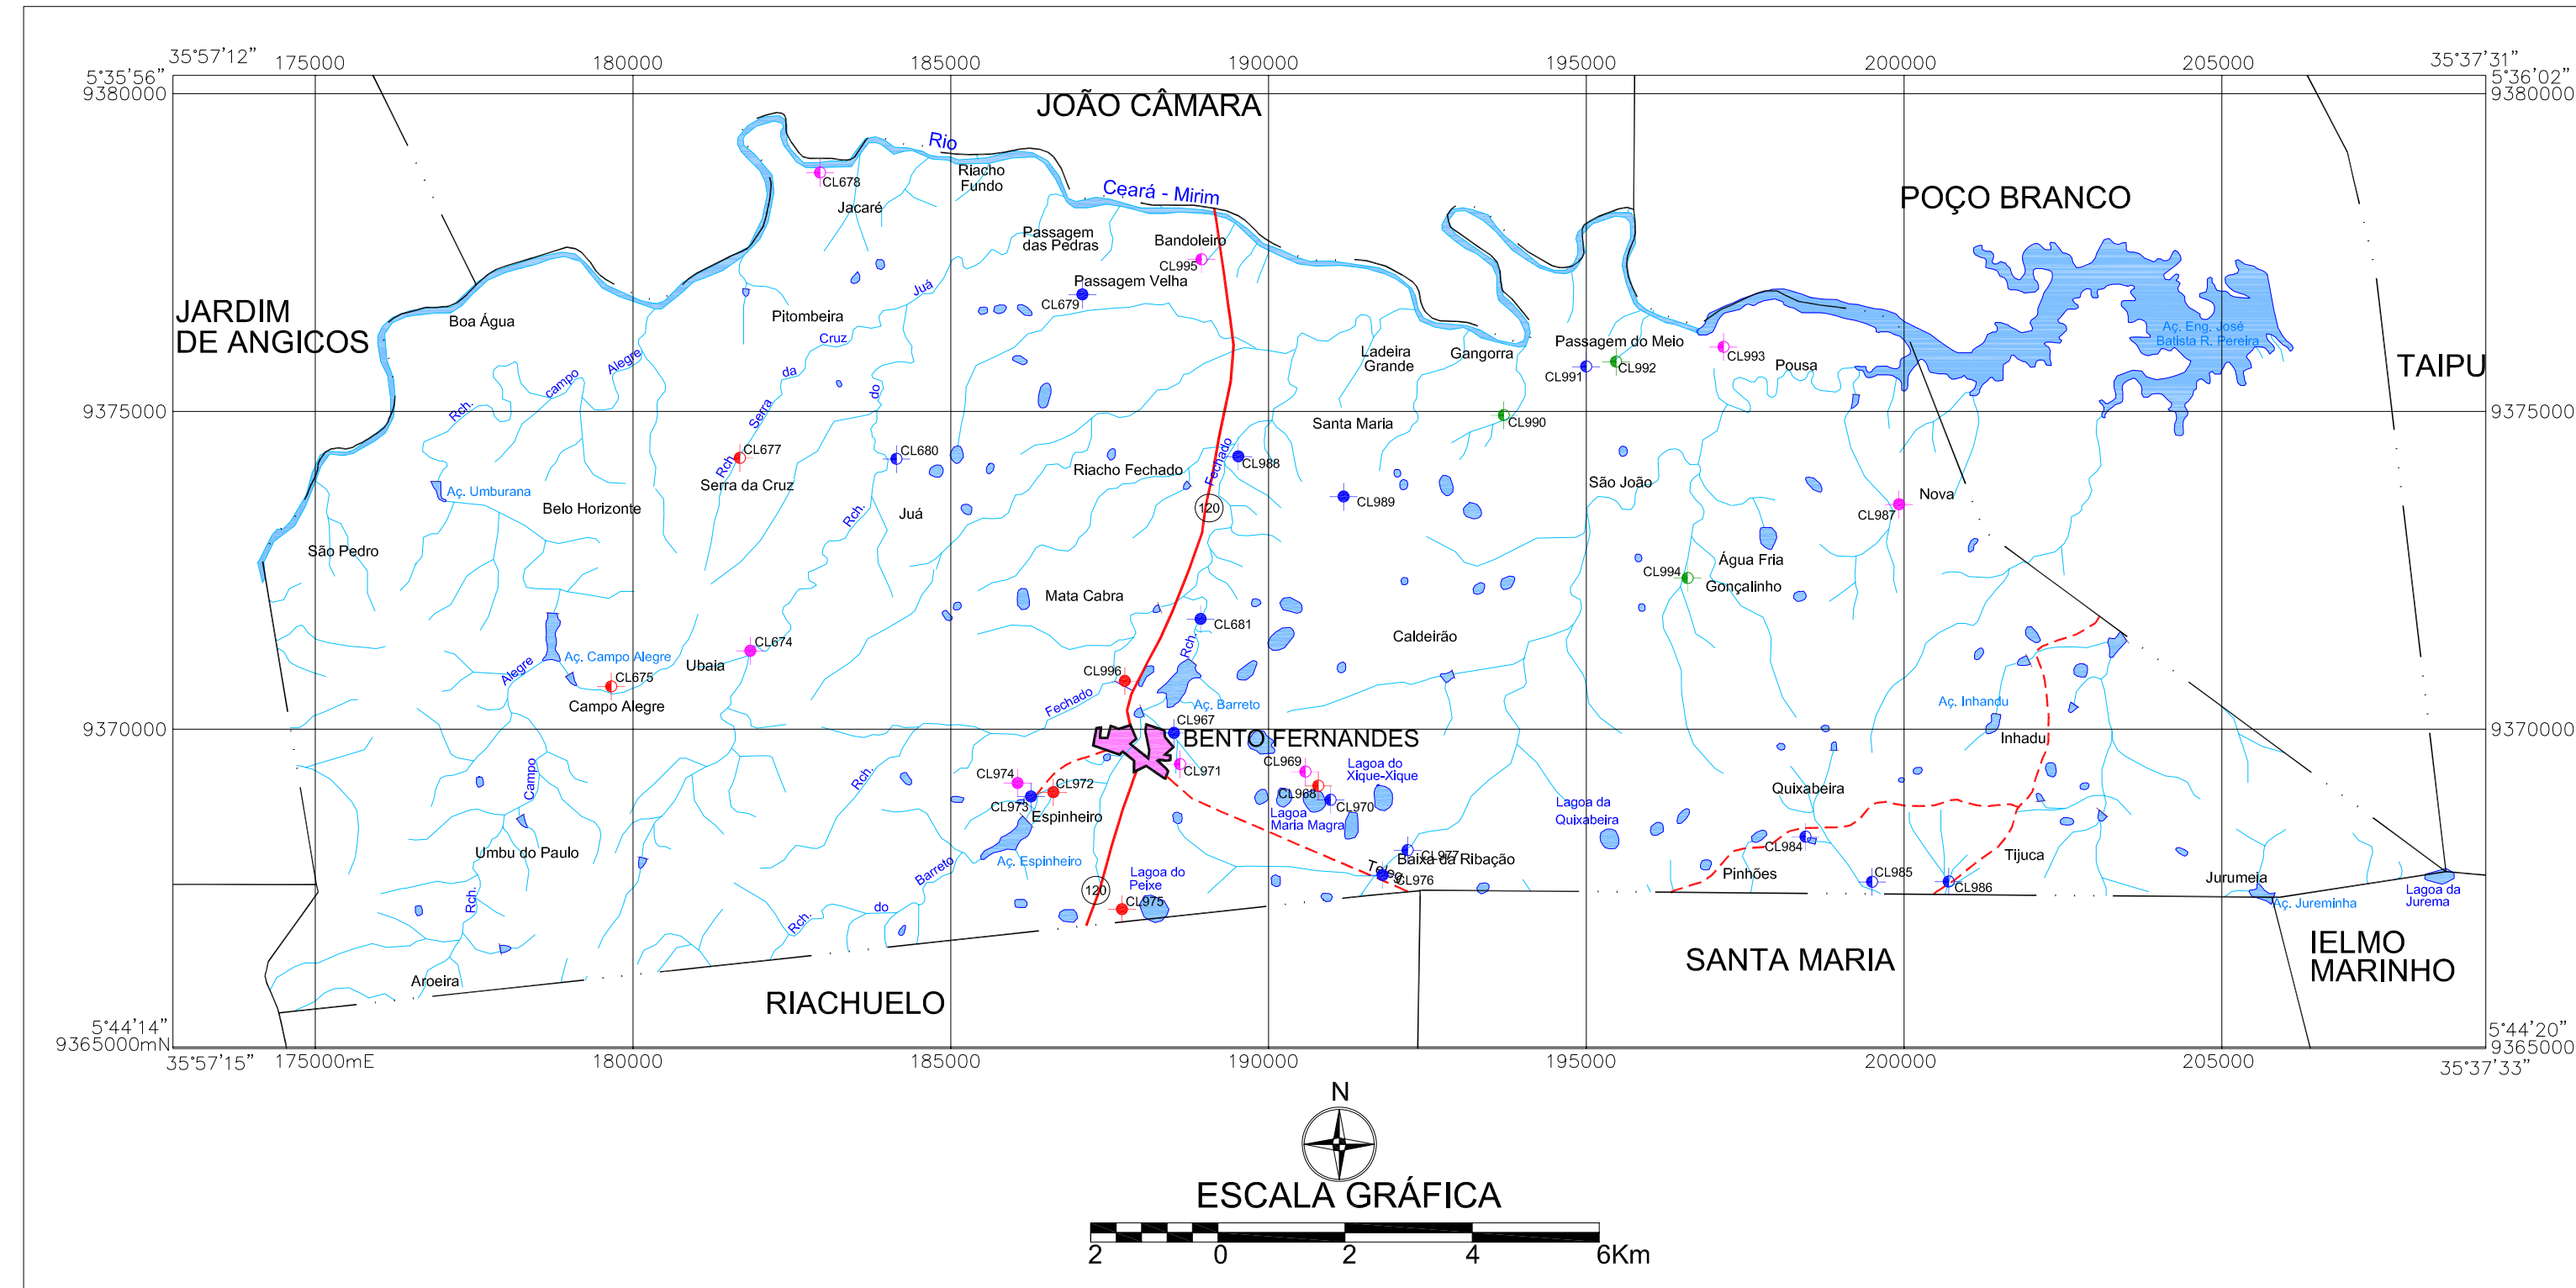 35°57'12"
175000
180000
185000
190000
195000
200000
205000
35°37'31"
5°35'56"
5°36'02"
9380000
9380000
JOÃO CÂMARA
Rio
Riacho
Fundo
CL678
Jacaré
Ceará - Mirim
POÇO BRANCO
Passagem
das Pedras
Bandoleiro
CL995
Passagem Velha
CL679
Juá
JARDIM
DE ANGICOS
Boa Água
Pitombeira
Cruz
Aç. Eng. José
Batista R. Pereira
Passagem do Meio
Ladeira
Grande
Gangorra
CL993
CL992
CL991
Pousa
TAIPU
Alegre
campo
Rch.
da
do
Serra
9375000
9375000
Santa Maria
CL990
CL677
CL680
Rch.
Serra da Cruz
Riacho Fechado
Fechado
CL988
Aç. Umburana
Belo Horizonte
Rch.
Juá
120
CL989
São João
Nova
CL987
São Pedro
Água Fria
CL994
Gonçalinho
Mata Cabra
CL681
Caldeirão
CL674
Rch.
Aç. Campo Alegre
Ubaia
Alegre
CL675
CL996
Campo Alegre
Fechado
Aç. Barreto
Aç. Inhandu
CL967
9370000
9370000
BENTO FERNANDES
Inhadu
CL971
CL969
Lagoa do
Xique-Xique
CL974
CL972
Rch.
Campo
CL968
CL970
CL973
Quixabeira
Espinheiro
Lagoa
Maria Magra
Lagoa da
Quixabeira
CL984
Umbu do Paulo
Aç. Espinheiro
CL977
Baixa da Ribação
Teleg.
Tijuca
Barreto
Lagoa do
Peixe
CL976
Pinhões
CL985
CL986
Jurumeia
Rch.
120
CL975
do
Rch.
Aç. Jureminha
Lagoa da
Jurema
Aroeira
RIACHUELO
SANTA MARIA
IELMO
MARINHO
5°44'14"
5°44'20"
9365000mN
9365000
35°57'15"
175000mE
180000
185000
190000
195000
200000
205000
35°37'33"
N
ESCALA GRÁFICA
2
0
2
4
6Km